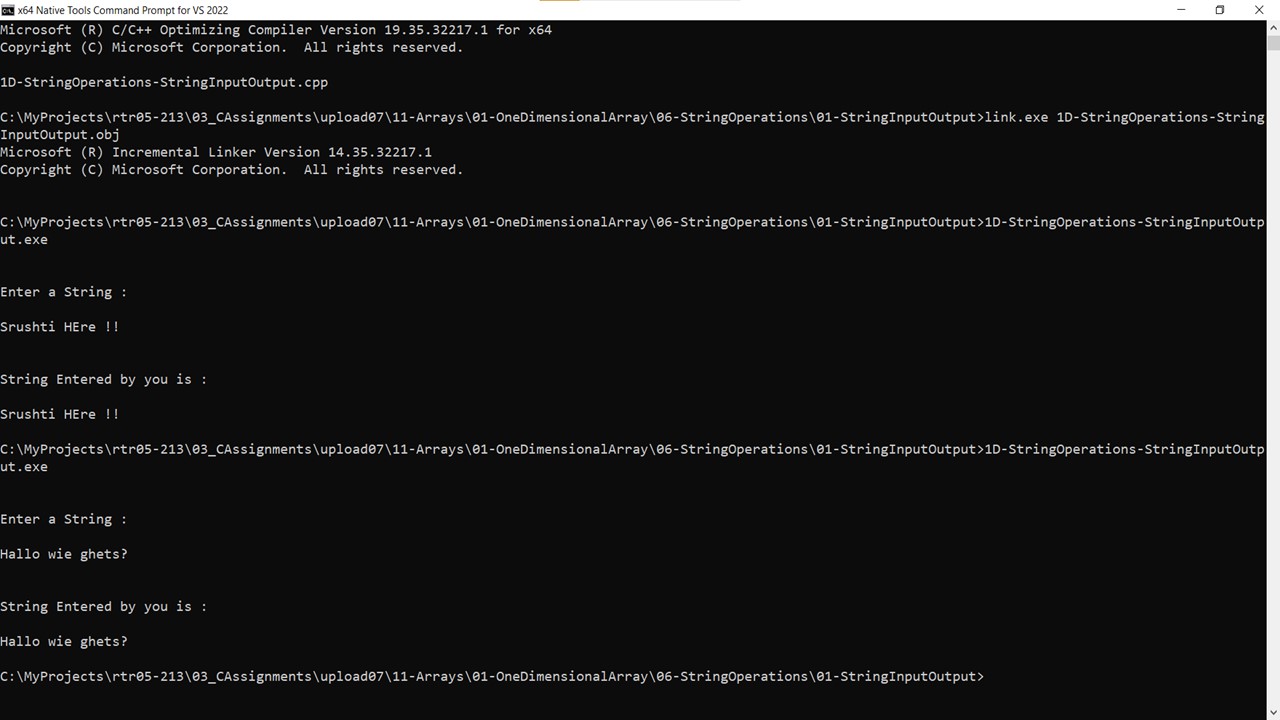 x64 Native Tools Command Prompt for VS 2022
Microsoft (R) C/C++ Optimizing Compiler Version 19.35.32217.1 for x64
Copyright (C) Microsoft Corporation.  All rights reserved.
1D-StringOperations-StringInputOutput.cpp
C:\MyProjects\rtr05-213\03_CAssignments\upload07\11-Arrays\01-OneDimensionalArray\06-StringOperations\01-StringInputOutput>link.exe 1D-StringOperations-String
InputOutput.obj
Microsoft (R) Incremental Linker Version 14.35.32217.1
Copyright (C) Microsoft Corporation.  All rights reserved.
C:\MyProjects\rtr05-213\03_CAssignments\upload07\11-Arrays\01-OneDimensionalArray\06-StringOperations\01-StringInputOutput>1D-StringOperations-StringInputOutp
ut.exe
Enter a String :
Srushti HEre !!
String Entered by you is :
Srushti HEre !!
C:\MyProjects\rtr05-213\03_CAssignments\upload07\11-Arrays\01-OneDimensionalArray\06-StringOperations\01-StringInputOutput>1D-StringOperations-StringInputOutp
ut.exe
Enter a String :
Hallo wie ghets?
String Entered by you is :
Hallo wie ghets?
C:\MyProjects\rtr05-213\03_CAssignments\upload07\11-Arrays\01-OneDimensionalArray\06-StringOperations\01-StringInputOutput>